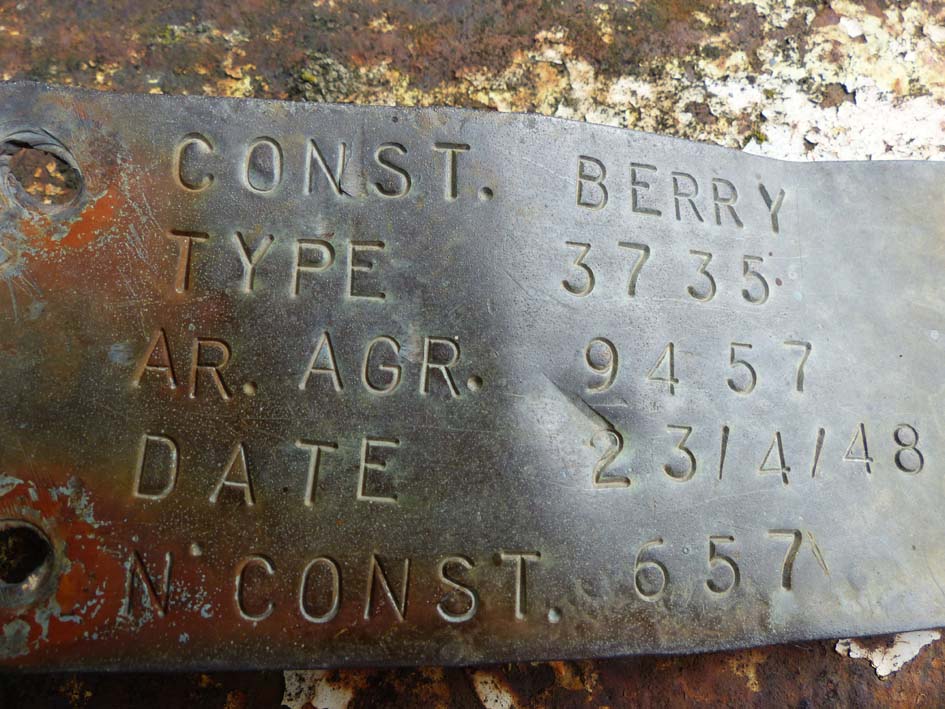 CONST. BERRY
TYPE 3735
AR. AGR. 9457
DATE 23/4/48
N CONST. 657